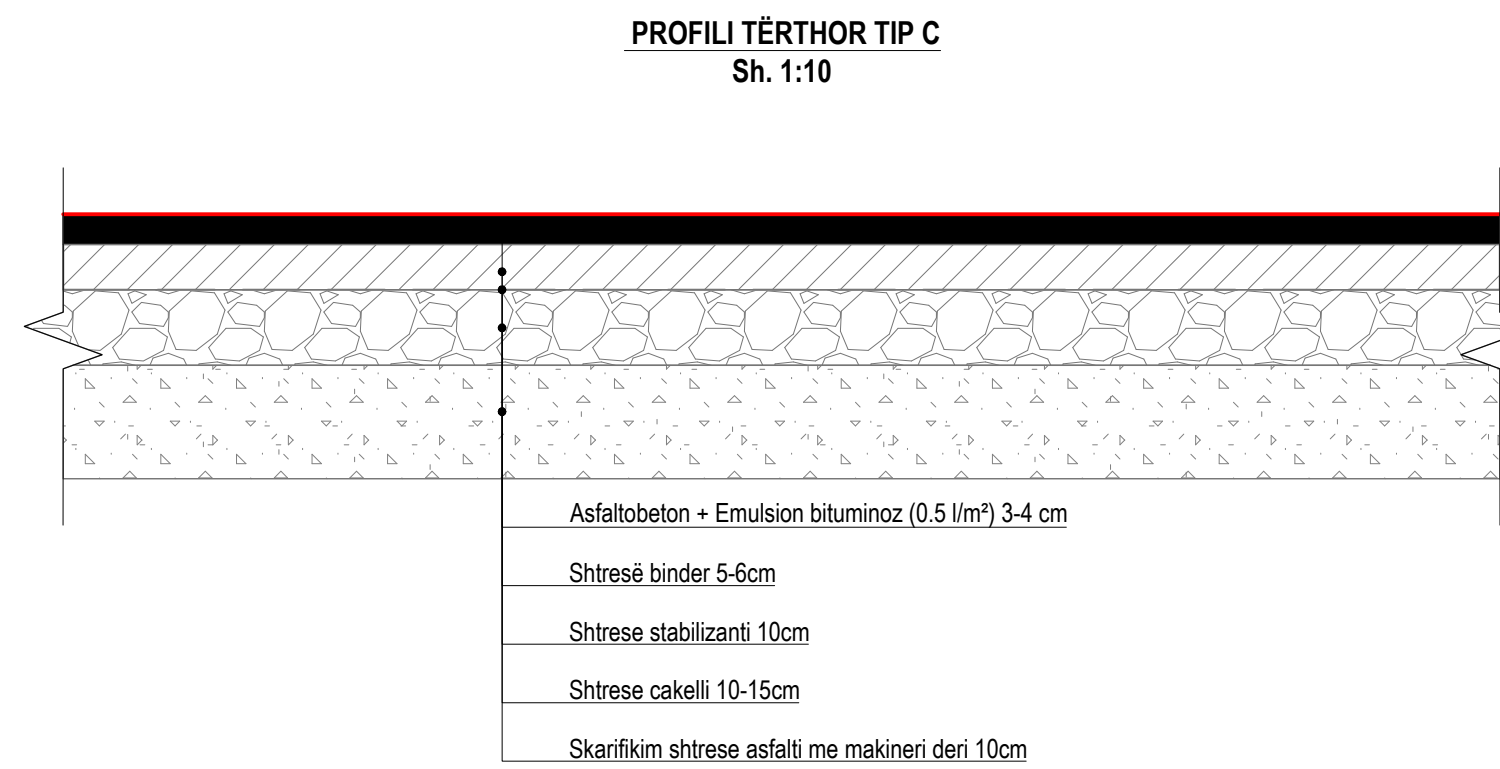 PROFILI TËRTHOR TIP C
Sh. 1:10
Asfaltobeton + Emulsion bituminoz (0.5 l/m²) 3-4 cm
Shtresë binder 5-6cm
Shtrese stabilizanti 10cm
Shtrese cakelli 10-15cm
Skarifikim shtrese asfalti me makineri deri 10cm